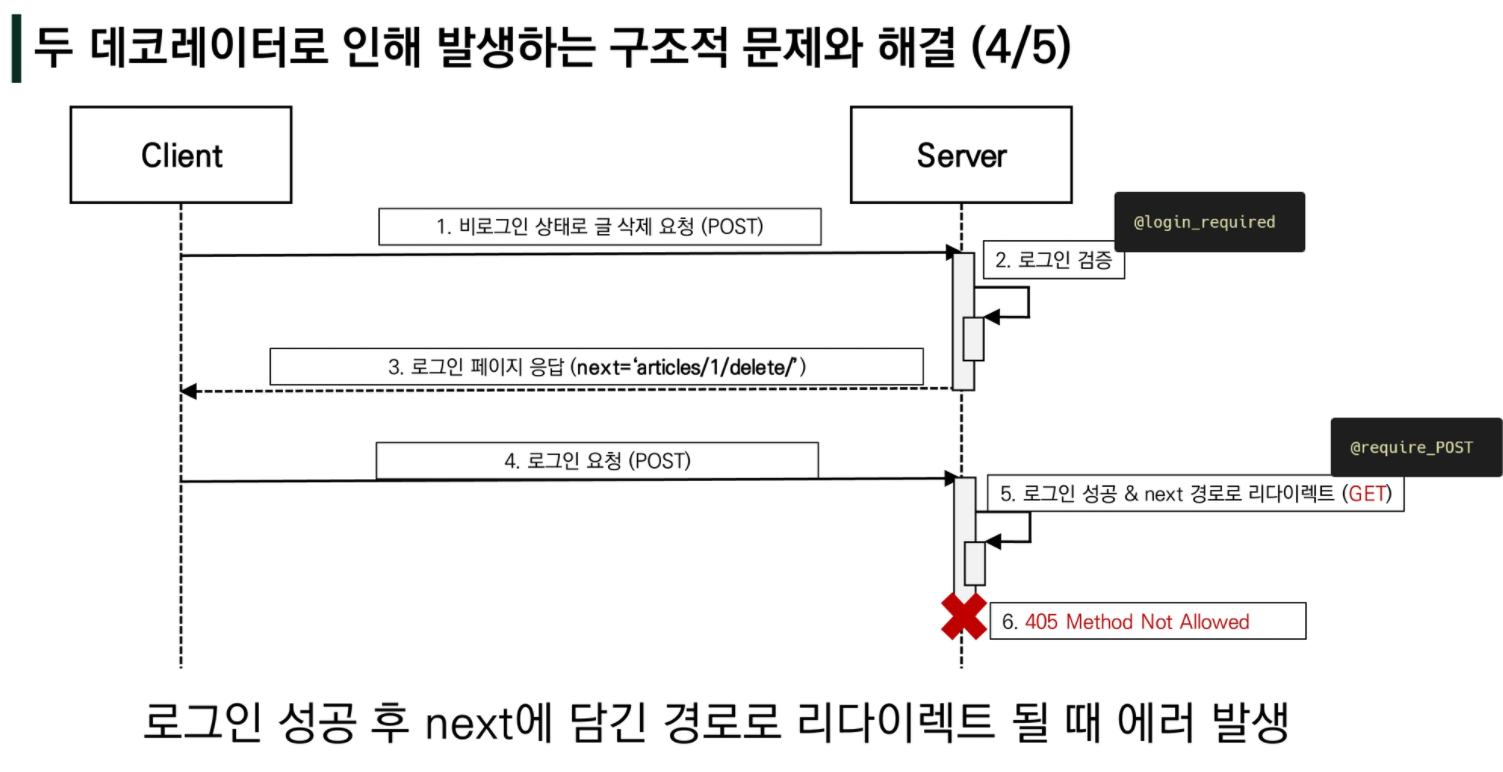 두 데코레이터로 인해 발생하는 구조적 문제와 해결 (4/5)
Client
Server
1. 비로그인 상태로 글 삭제 요청 (POST)
@login_required
2. 로그인 검증
3. 로그인 페이지 응답 (next=‘articles/1/delete/’)
4. 로그인 요청 (POST)
@require_POST
5. 로그인 성공 & next 경로로 리다이렉트 (GET)
6. 405 Method Not Allowed
로그인 성공 후 next에 담긴 경로로 리다이렉트 될 때 에러 발생